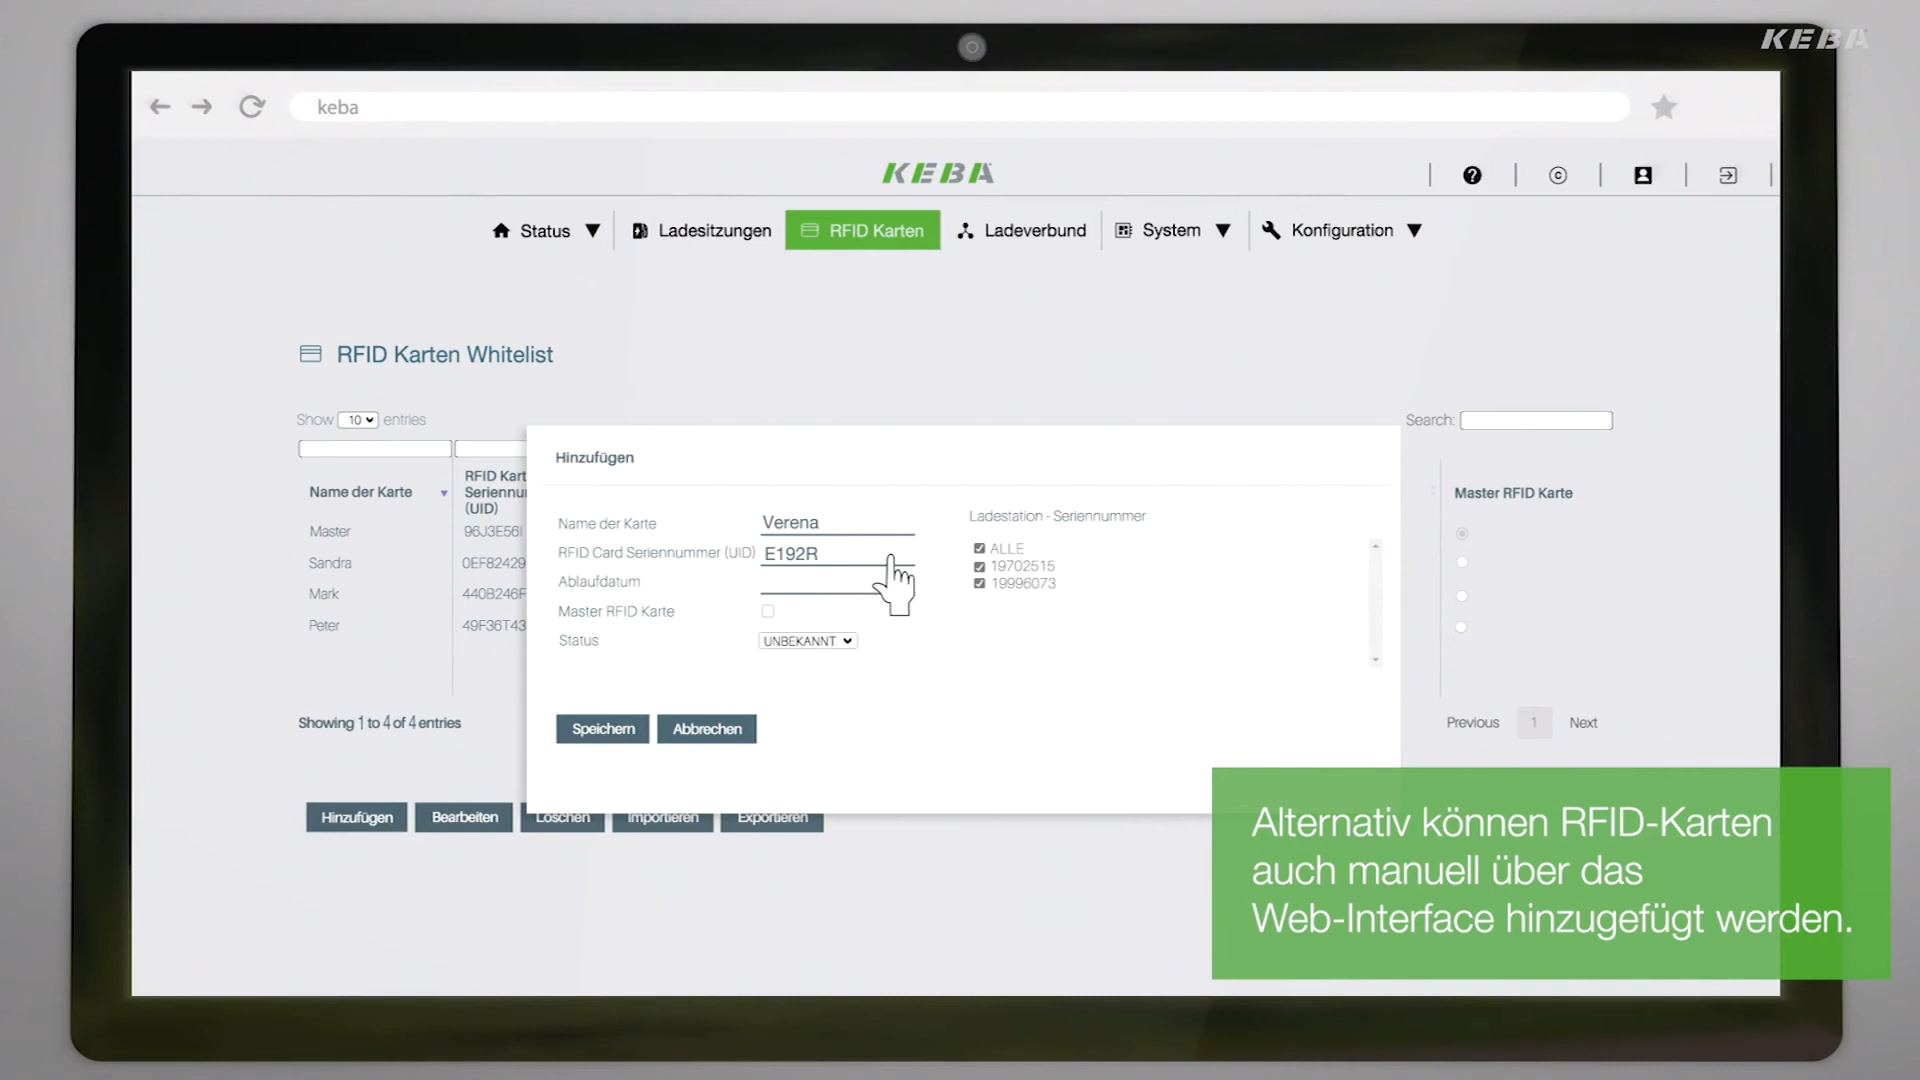 KEBA
keba
KEBA
Status
Ladesitzungen
RFID Karten
Ladeverbund
System
Konfiguration
RFID Karten Whitelist
Show 10 entries
Search:
Name der Karte
RFID Kart
Seriennu
(UID)
Master RFID Karte
Master 96J3E56I
Sandra 0EF82429
Mark 440B246F
Peter 49F36T43
Hinzufügen
Name der Karte Verena
RFID Card Seriennummer (UID) E192R
Ablaufdatum
Master RFID Karte
Status UNBEKANNT
Ladestation - Seriennummer
ALLE
19702515
19996073
Speichern Abbrechen
Showing 1 to 4 of 4 entries
Previous 1 Next
Hinzufügen Bearbeiten Löschen Importieren Exportieren
Alternativ können RFID-Karten
auch manuell über das
Web-Interface hinzugefügt werden.